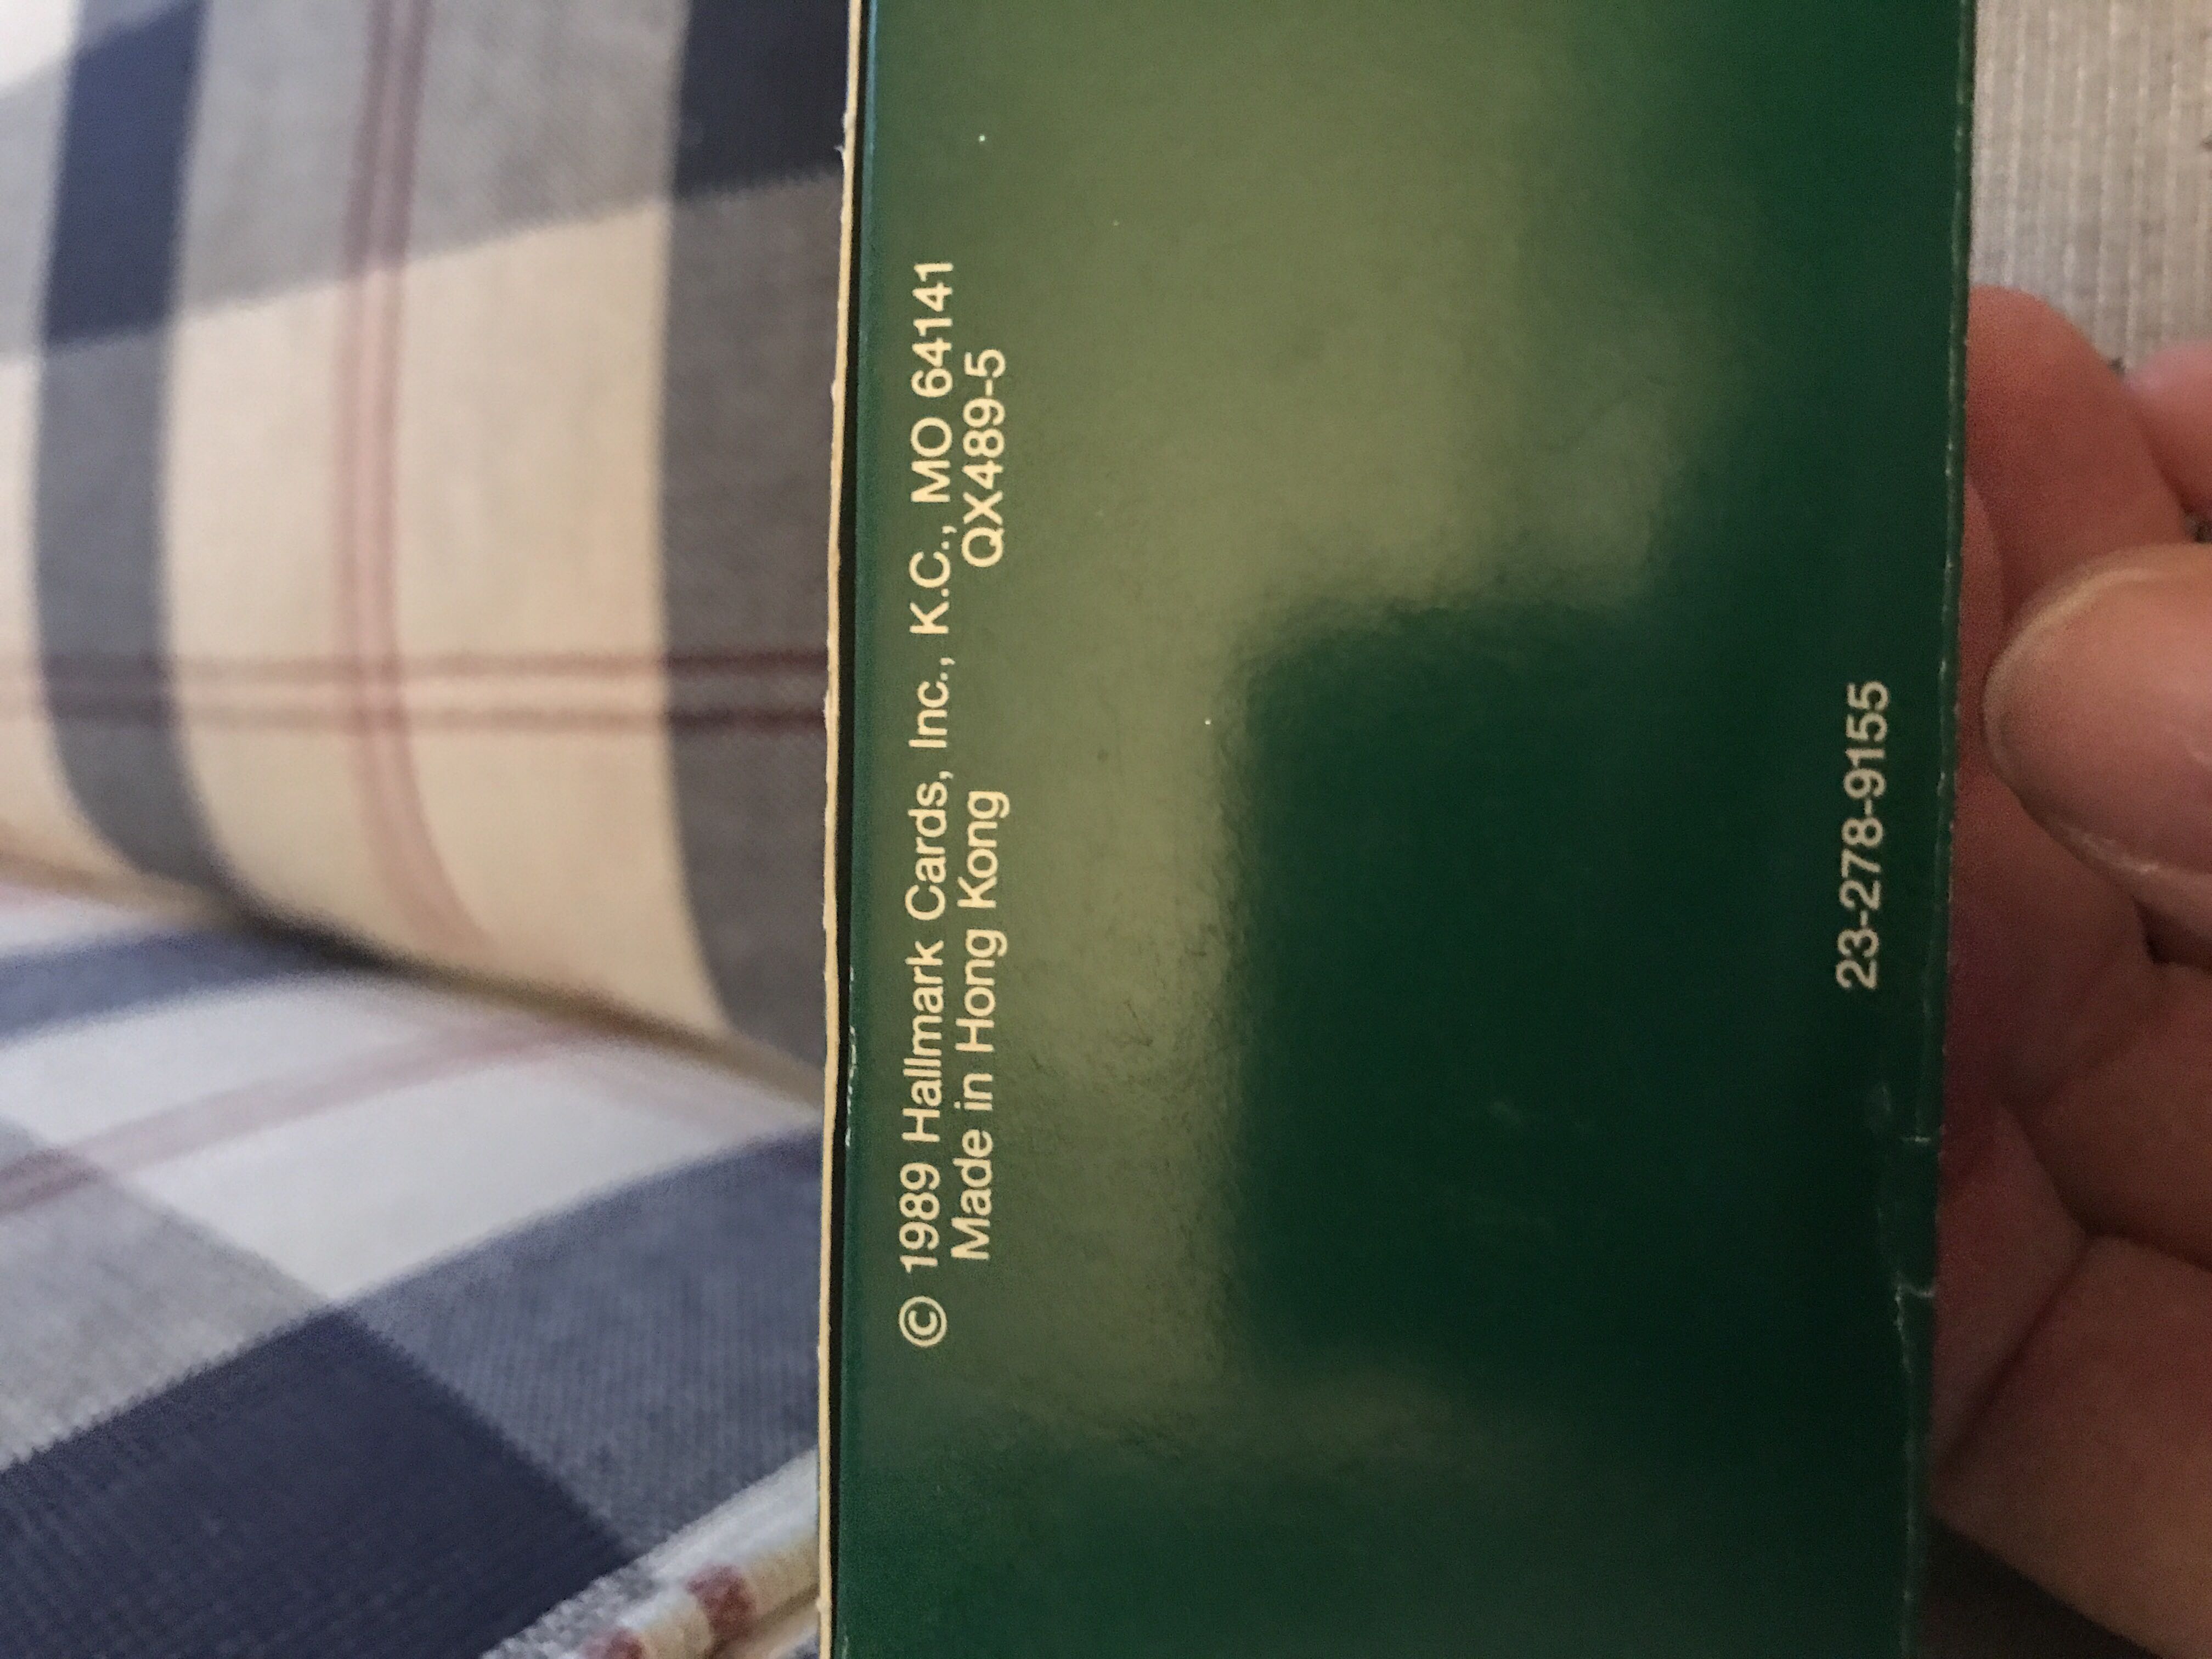 © 1989 Hallmark Cards, Inc., K.C., MO 64141
Made in Hong Kong QX489-5
23-278-9155